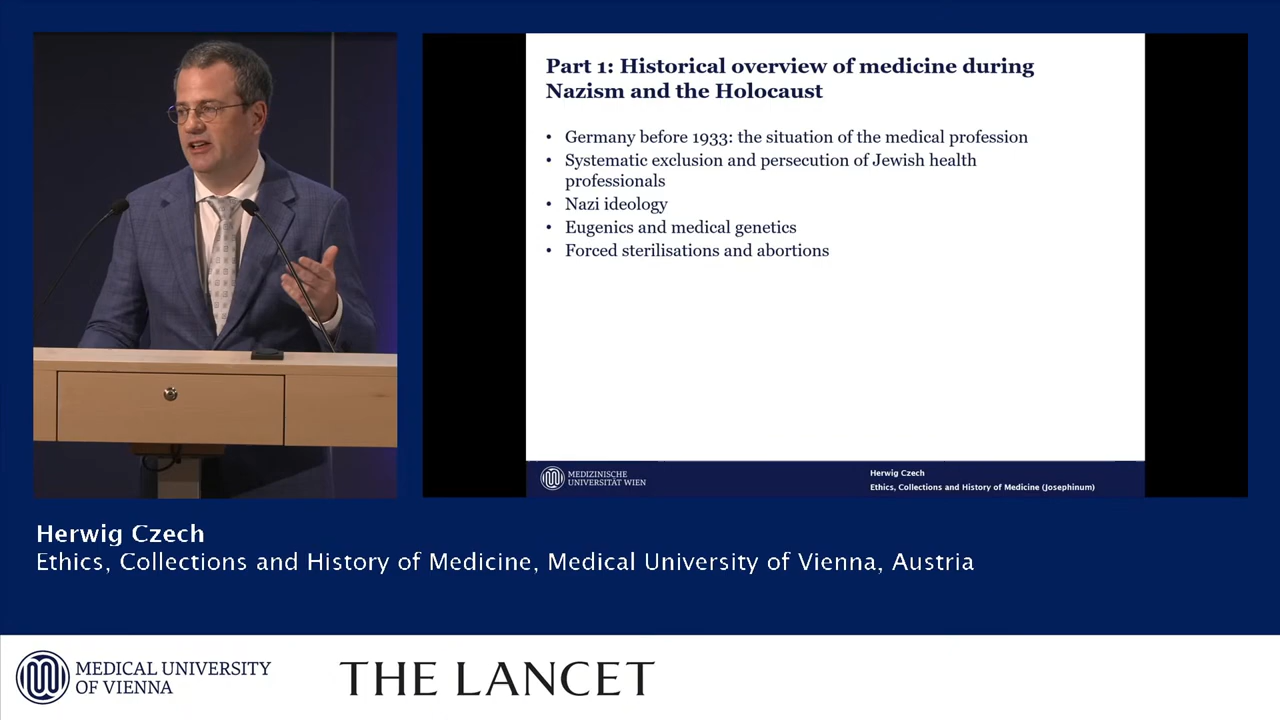 Part 1: Historical overview of medicine during
Nazism and the Holocaust
• Germany before 1933: the situation of the medical profession
• Systematic exclusion and persecution of Jewish health
professionals
• Nazi ideology
• Eugenics and medical genetics
• Forced sterilisations and abortions
MEDIZINISCHE
UNIVERSITÄT WIEN
Herwig Czech
Ethics, Collections and History of Medicine (Josephinum)
Herwig Czech
Ethics, Collections and History of Medicine, Medical University of Vienna, Austria
MEDICAL UNIVERSITY
OF VIENNA
THE LANCET